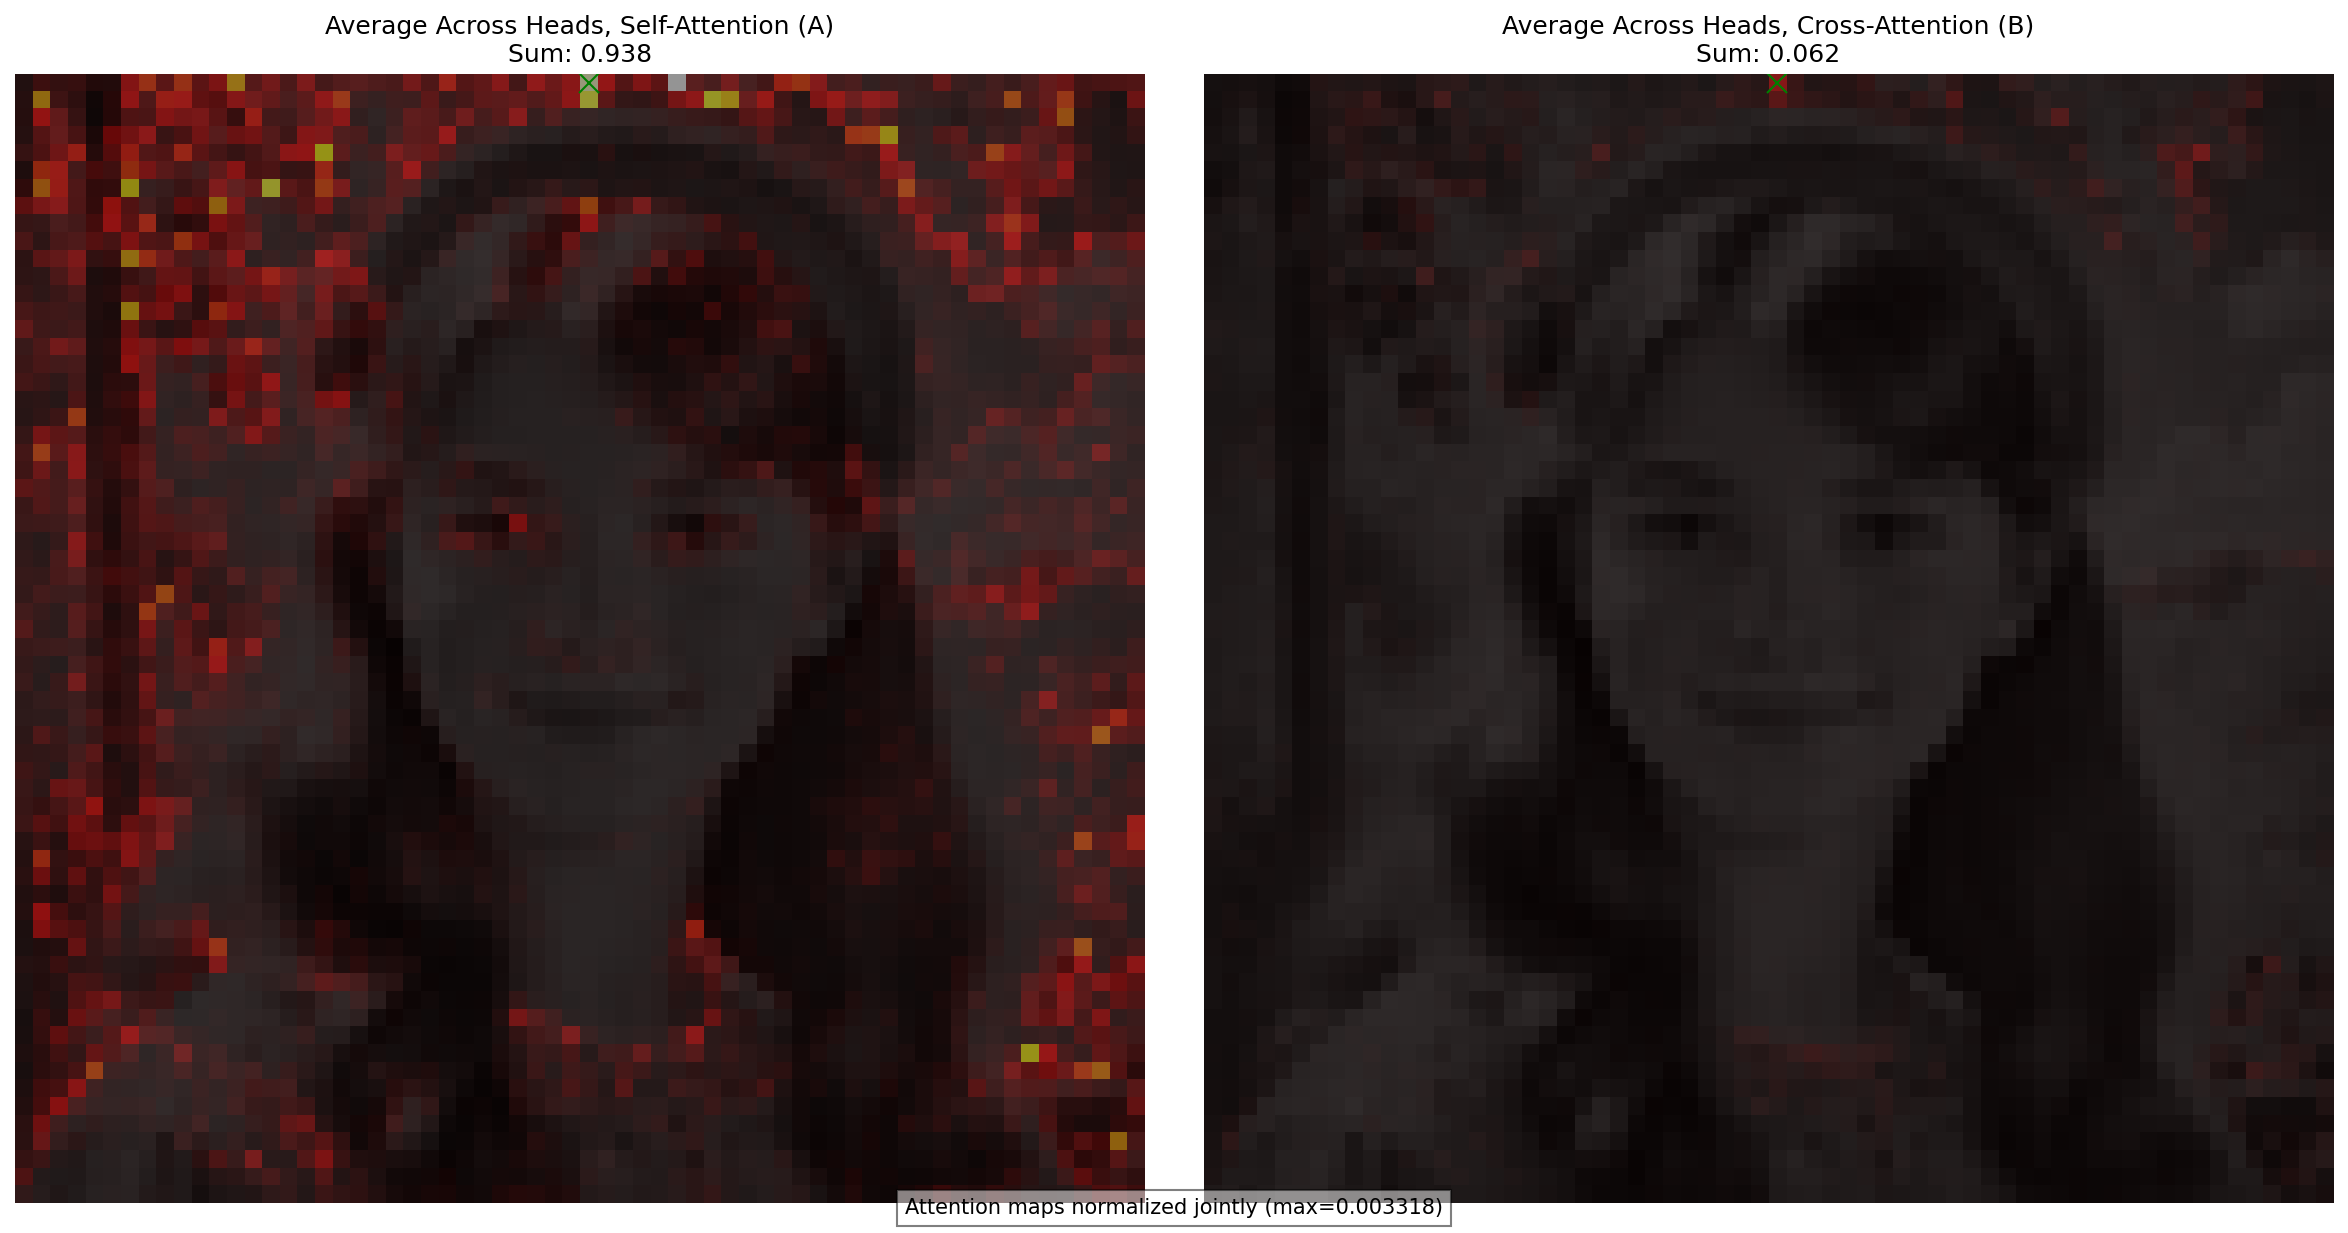 Average Across Heads, Self-Attention (A)
Sum: 0.938
Average Across Heads, Cross-Attention (B)
Sum: 0.062
Attention maps normalized jointly (max=0.003318)